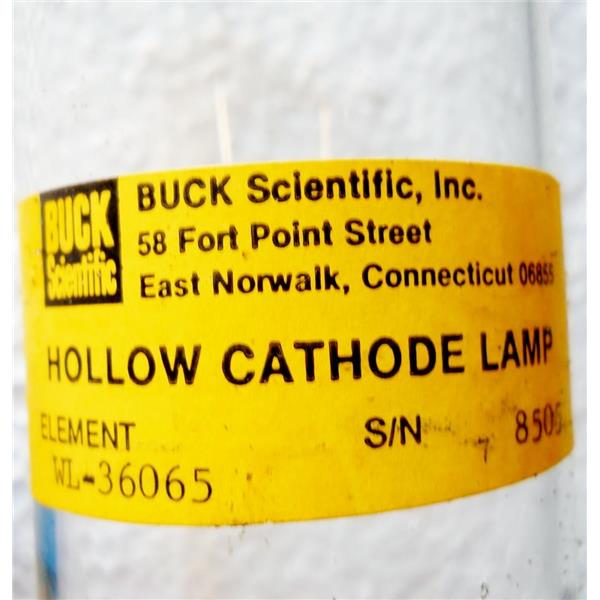 BUCK Scientific
BUCK Scientific, Inc.
58 Fort Point Street
East Norwalk, Connecticut 06855
HOLLOW CATHODE LAMP
ELEMENT S/N 8505
WL-36065